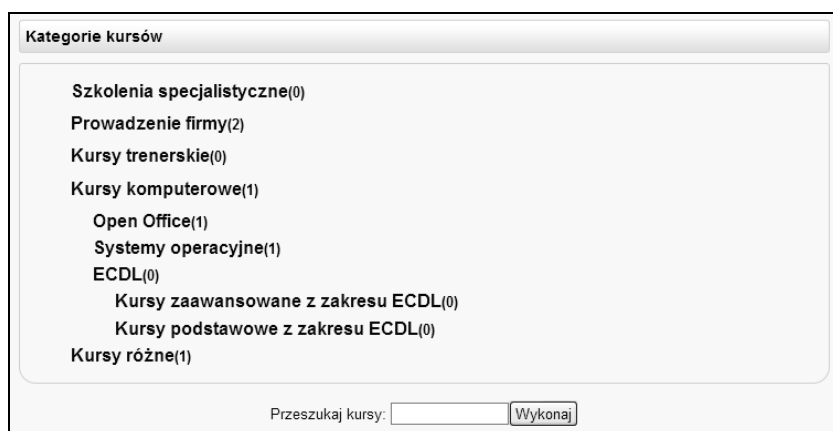 Kategorie kursów
Szkolenia specjalistyczne(0)
Prowadzenie firmy(2)
Kursy trenerskie(0)
Kursy komputerowe(1)
Open Office(1)
Systemy operacyjne(1)
ECDL(0)
Kursy zaawansowane z zakresu ECDL(0)
Kursy podstawowe z zakresu ECDL(0)
Kursy różne(1)
Przeszukaj kursy: Wykonaj